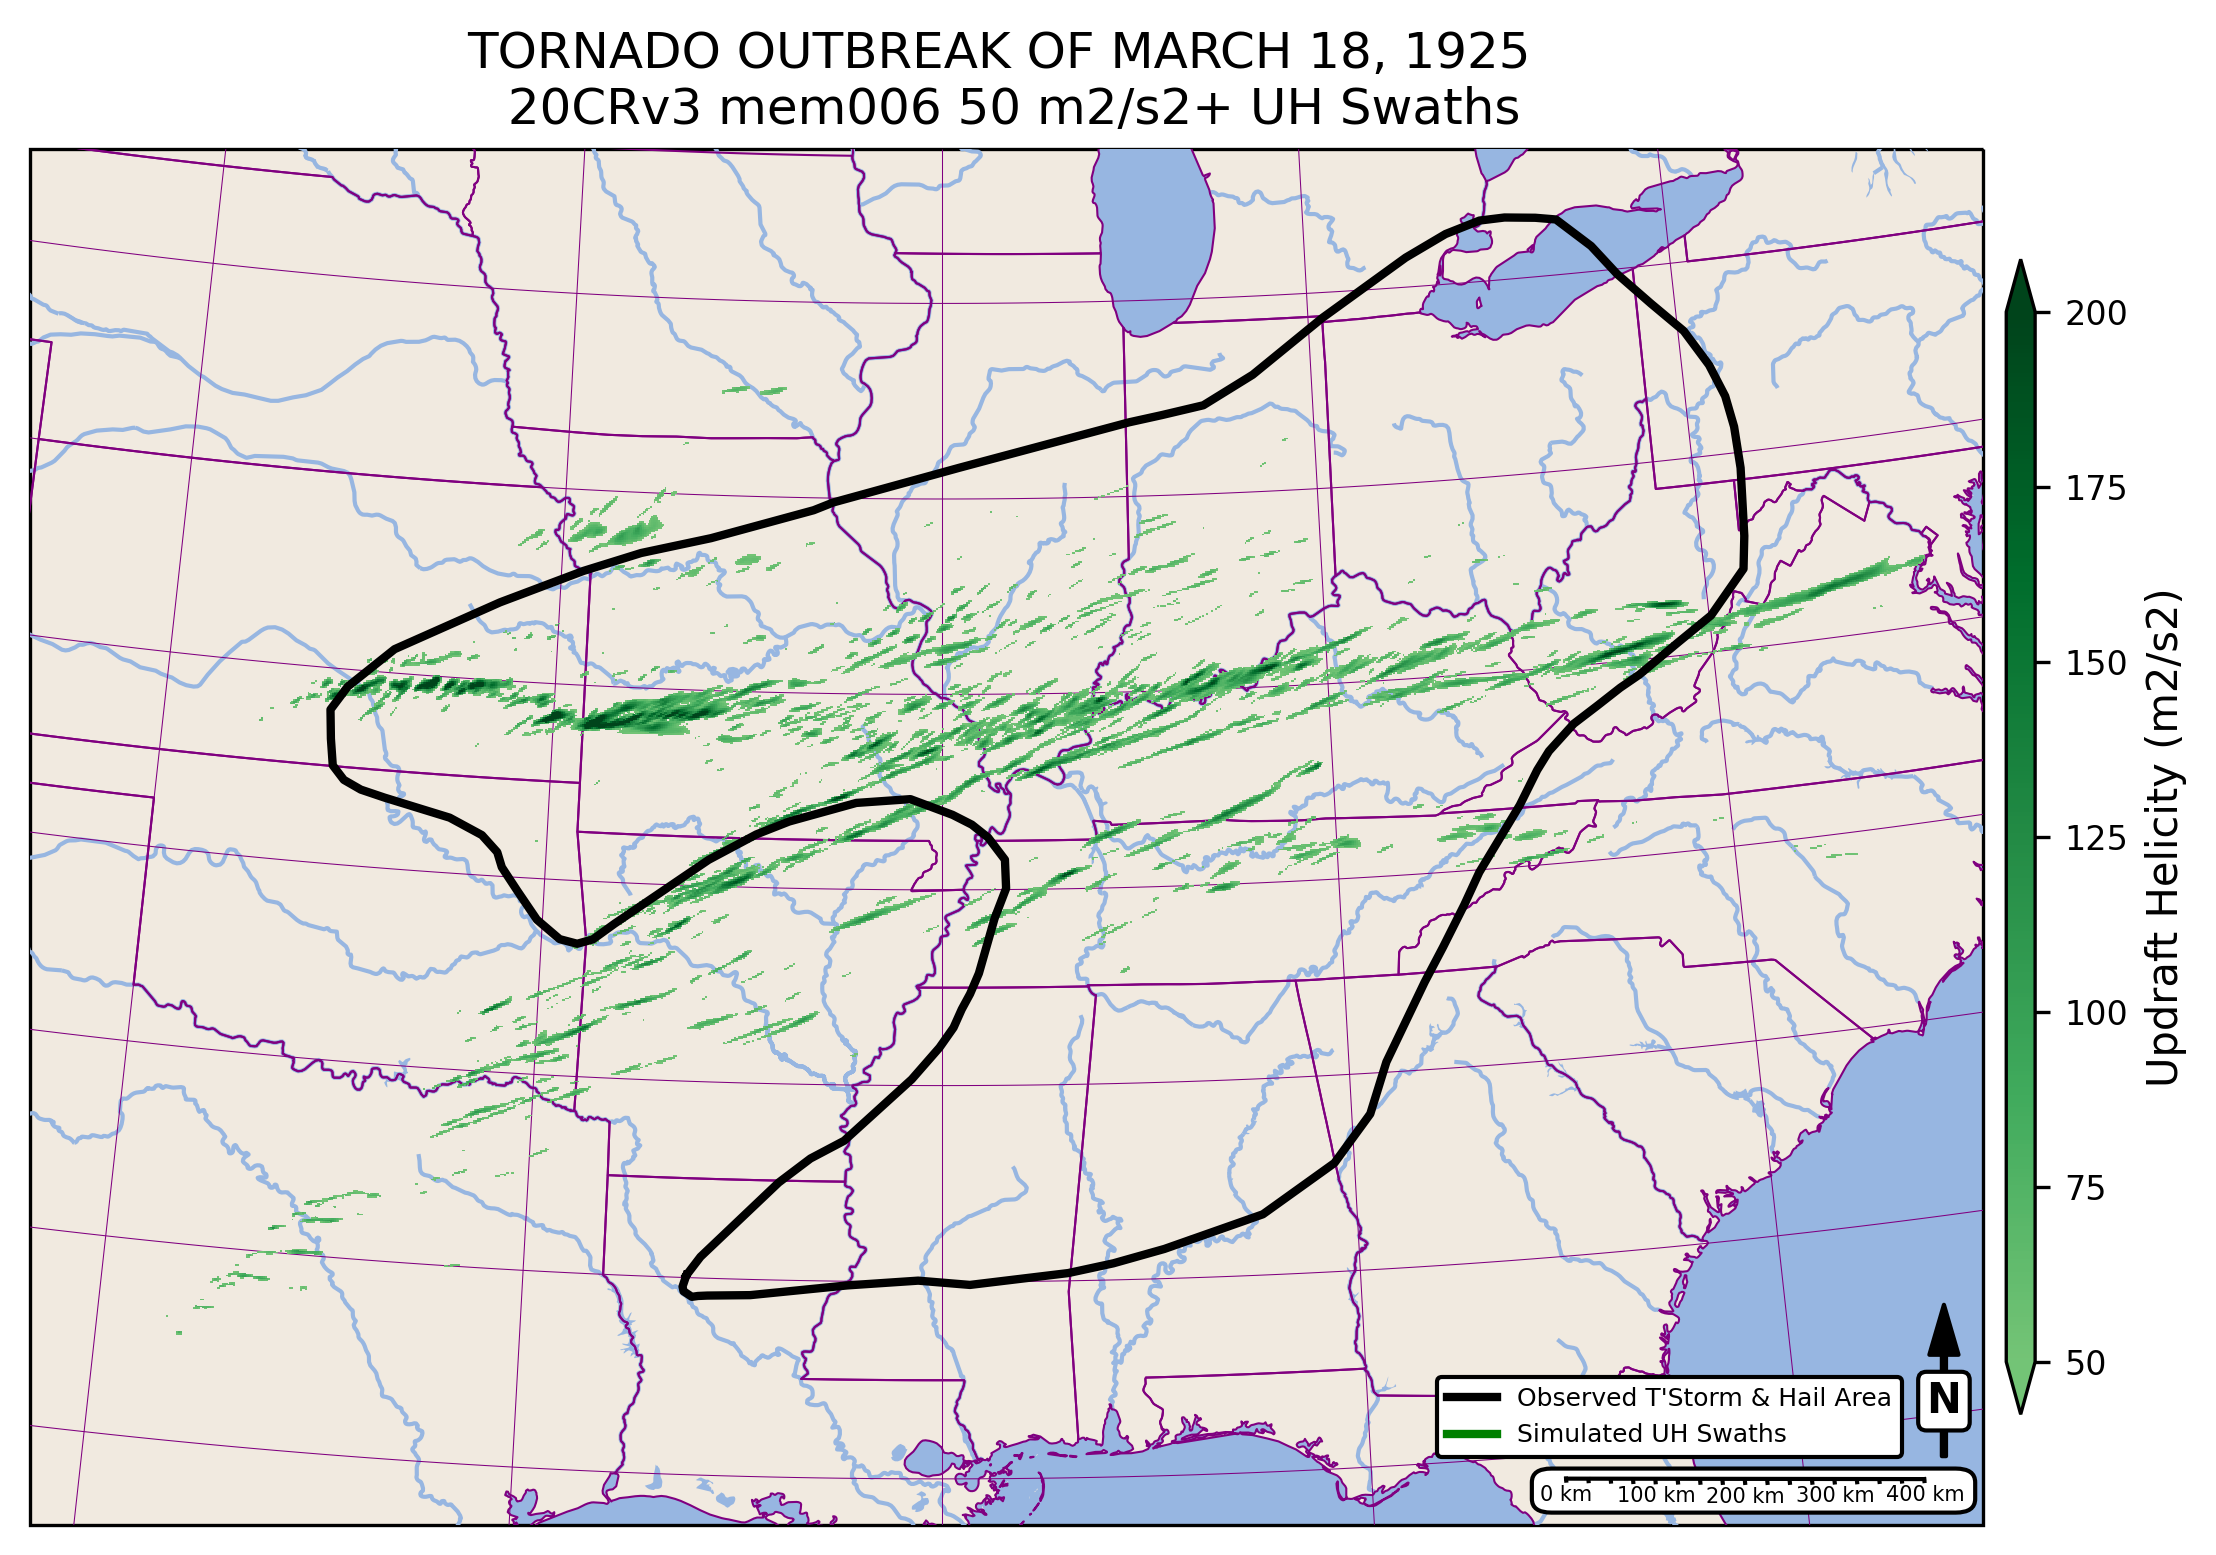 TORNADO OUTBREAK OF MARCH 18, 1925
20CRv3 mem006 50 m2/s2+ UH Swaths
200
175
150
125
100
75
50
Updraft Helicity (m2/s2)
Observed T'Storm & Hail Area
Simulated UH Swaths
N
0 km 100 km 200 km 300 km 400 km